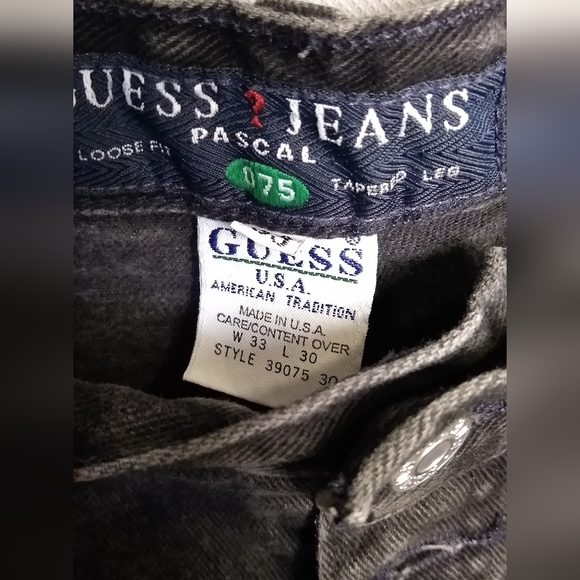 GUESS ? JEANS
PASCAL
LOOSE FIT 075 TAPERED LEG
GUESS ®
U.S.A.
AMERICAN TRADITION
MADE IN U.S.A.
CARE/CONTENT OVER
W 33 L 30
STYLE 39075 30